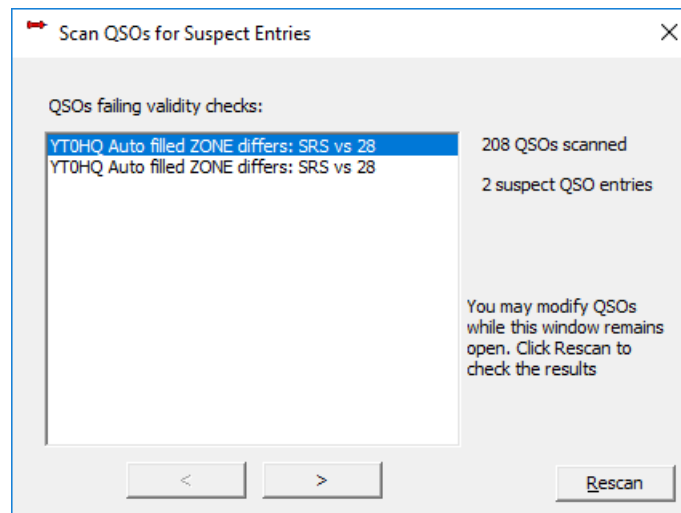 Scan QSOs for Suspect Entries
QSOs failing validity checks:
YT0HQ Auto filled ZONE differs: SRS vs 28
YT0HQ Auto filled ZONE differs: SRS vs 28
208 QSOs scanned
2 suspect QSO entries
You may modify QSOs
while this window remains
open. Click Rescan to
check the results
< >
Rescan